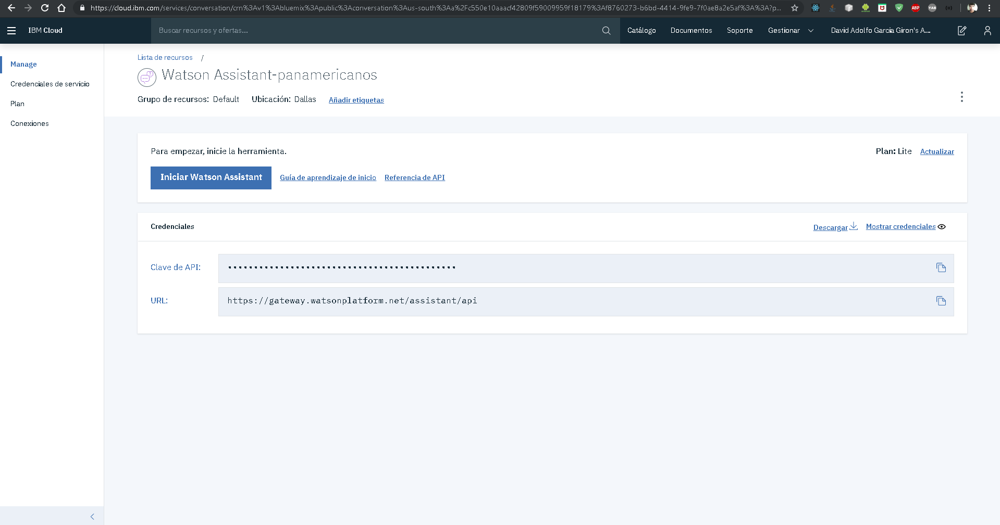 https://cloud.ibm.com/services/conversation/crn%3Av1%3Abluemix%3Apublic%3Aconversation%3Aus-south%3Aa%2Fc550e10aaacf42809f59009959f18179%3Af8760273-b6bd-4414-9fe9-7f0ae8a2e5af%3A%3A?p...
ABP
YAB
IBM Cloud
Buscar recursos y ofertas...
Catálogo
Documentos
Soporte
Gestionar
David Adolfo Garcia Giron's A...
Manage
Credenciales de servicio
Plan
Conexiones
Lista de recursos /
Watson Assistant-panamericanos
Grupo de recursos: Default Ubicación: Dallas Añadir etiquetas
Para empezar, inicie la herramienta.
Plan: Lite Actualizar
Iniciar Watson Assistant
Guía de aprendizaje de inicio
Referencia de API
Credenciales
Descargar
Mostrar credenciales
Clave de API:
URL:
https://gateway.watsonplatform.net/assistant/api